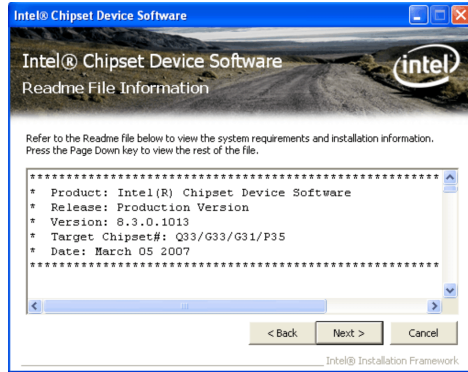 Intel® Chipset Device Software
Intel® Chipset Device Software
intel
Readme File Information
Refer to the Readme file below to view the system requirements and installation information.
Press the Page Down key to view the rest of the file.
********************************************************
* Product: Intel(R) Chipset Device Software
* Release: Production Version
* Version: 8.3.0.1013
* Target Chipset#: Q33/G33/G31/P35
* Date: March 05 2007
********************************************************
< Back
Next >
Cancel
Intel® Installation Framework